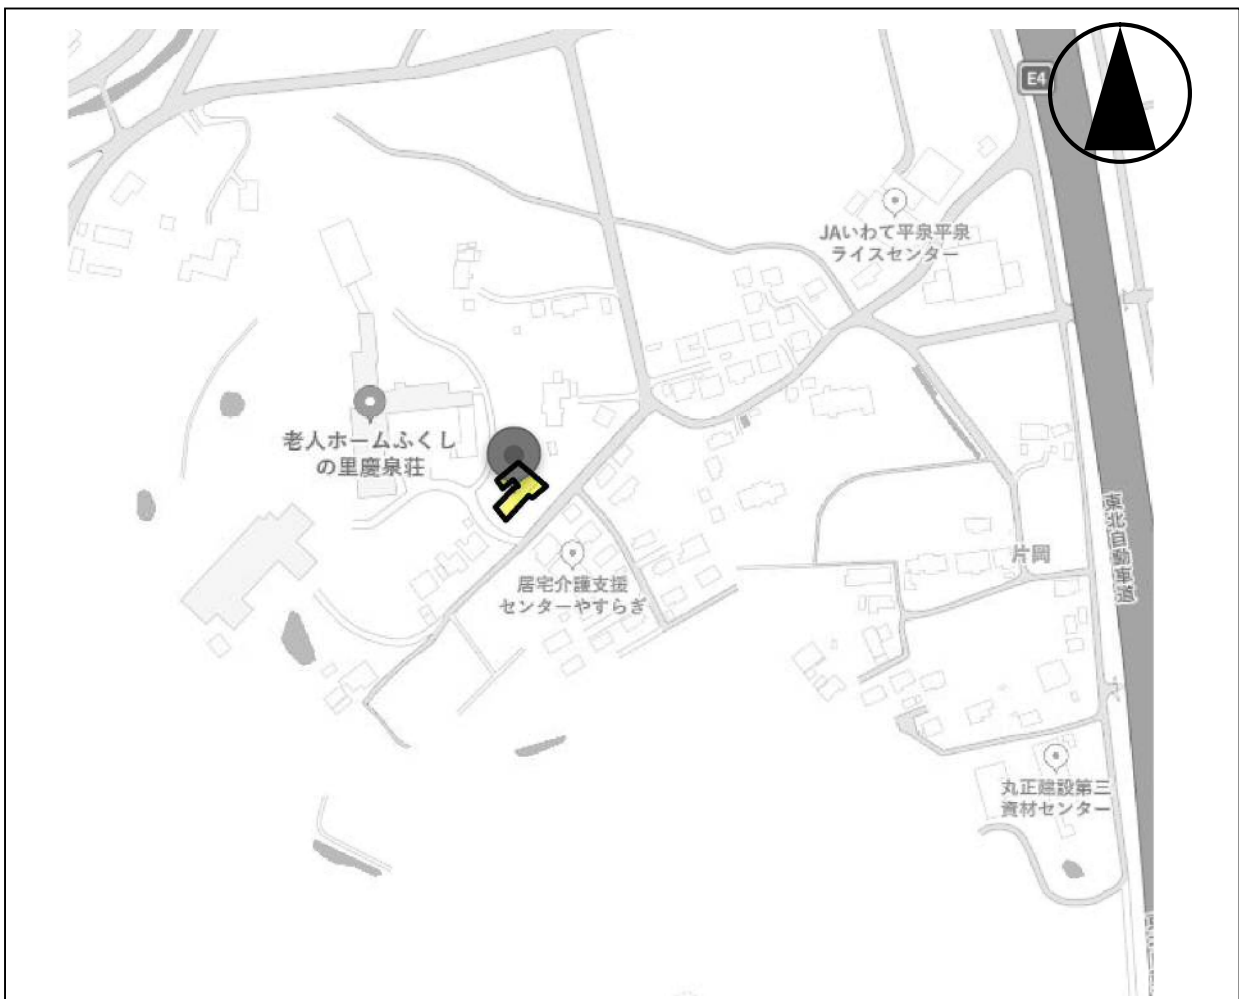 E4
JAいわて平泉平泉
ライスセンター
老人ホームふくし
の里慶泉荘
居宅介護支援
センターやすらぎ
片岡
東北自動車道
丸正建設第三
資材センター